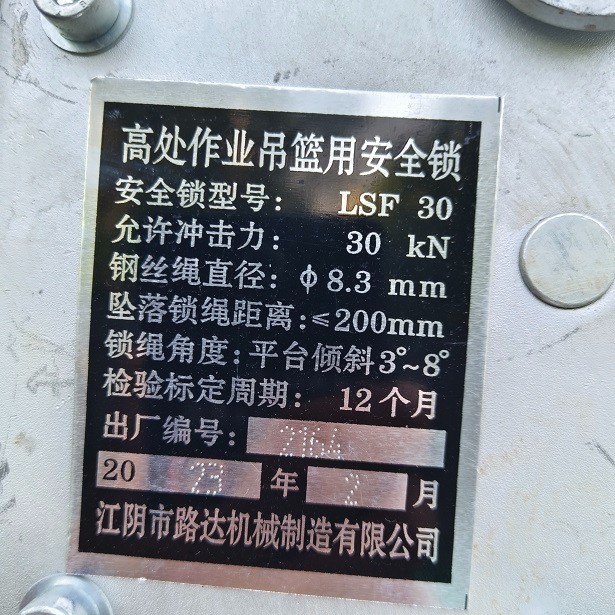 高处作业吊篮用安全锁
安全锁型号: LSF 30
允许冲击力: 30 kN
钢丝绳直径: ф8.3 mm
坠落锁绳距离:≤200mm
锁绳角度:平台倾斜3°~8°
检验标定周期: 12个月
出厂编号: 2164
20 23 年 2 月
江阴市路达机械制造有限公司